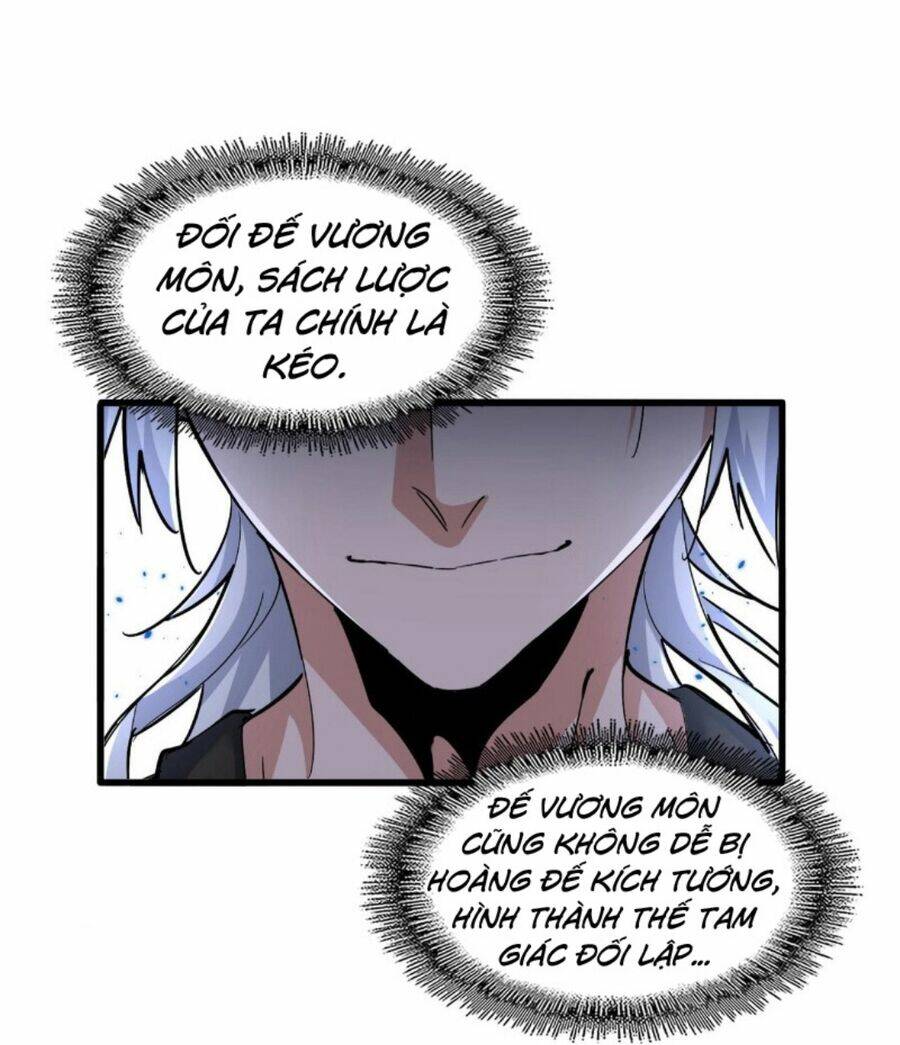 ĐỐI ĐẾ VƯƠNG
MÔN, SÁCH LƯỢC
CỦA TA CHÍNH LÀ
KÉO.
ĐẾ VƯƠNG MÔN
CŨNG KHÔNG DỄ BỊ
HOÀNG ĐẾ KÍCH TƯỚNG,
HÌNH THÀNH THẾ TAM
GIÁC ĐỐI LẬP...